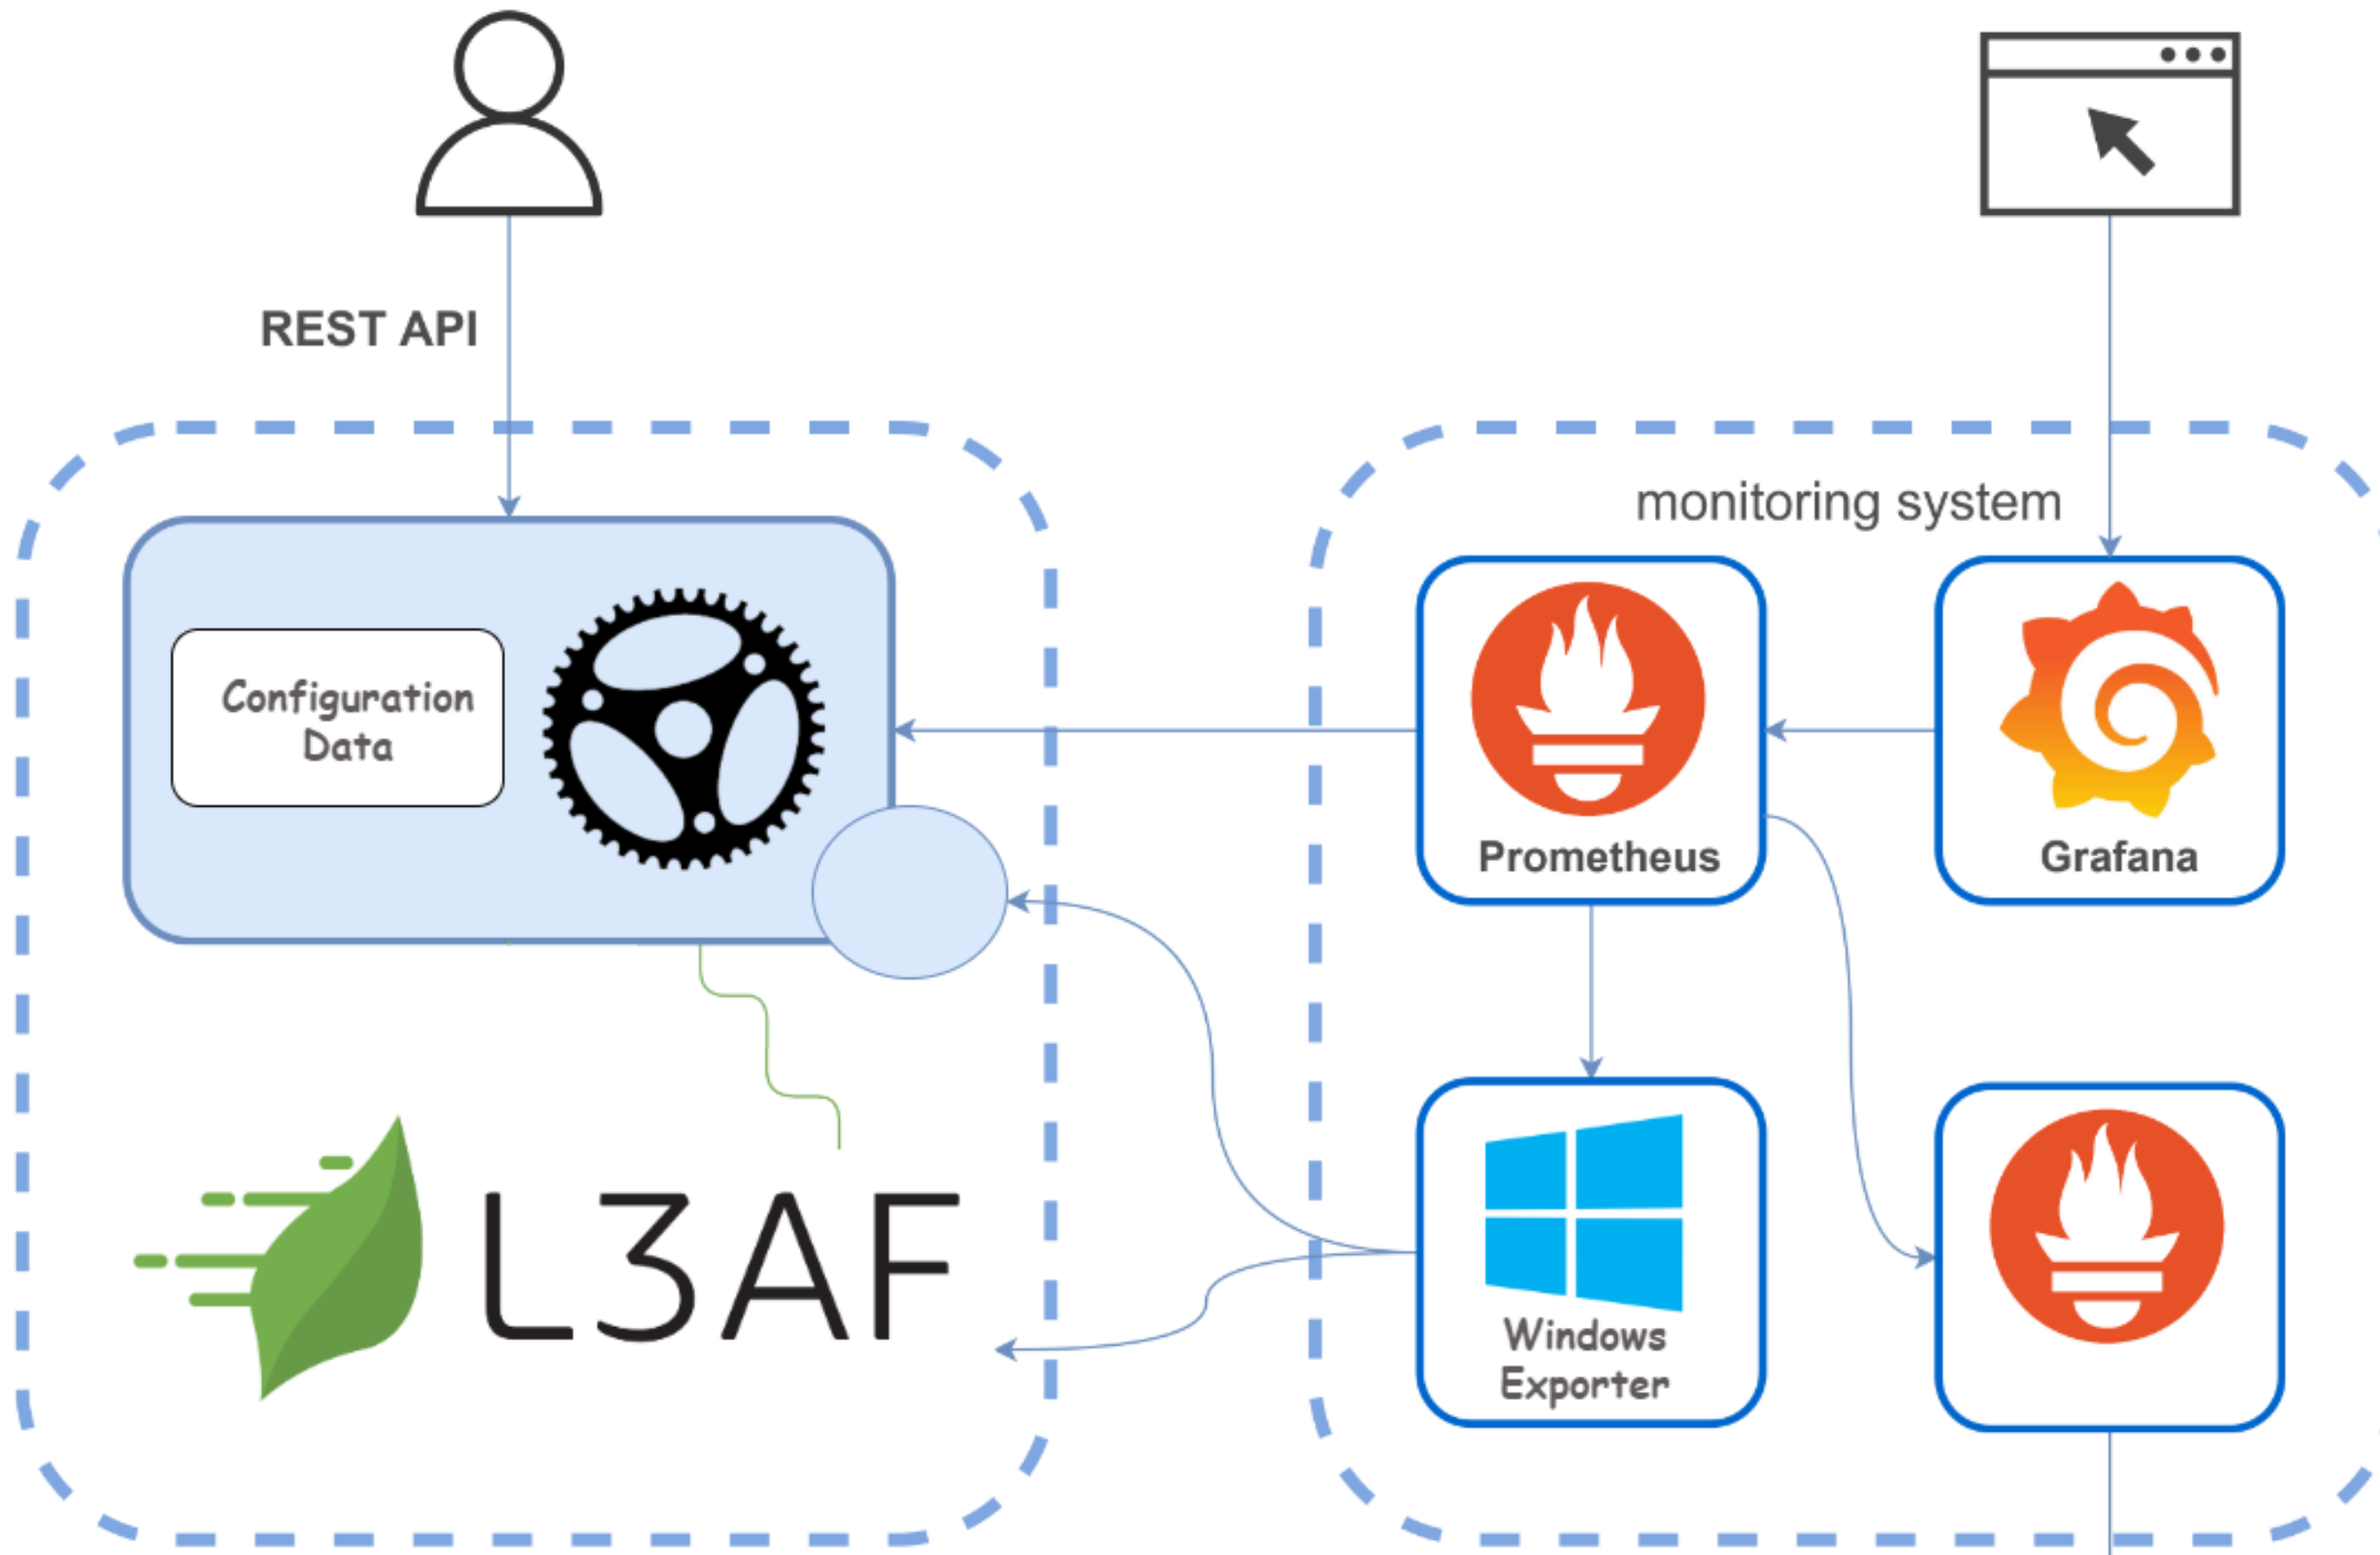 REST API
monitoring system
Configuration
Data
Prometheus
Grafana
L3AF
Windows
Exporter